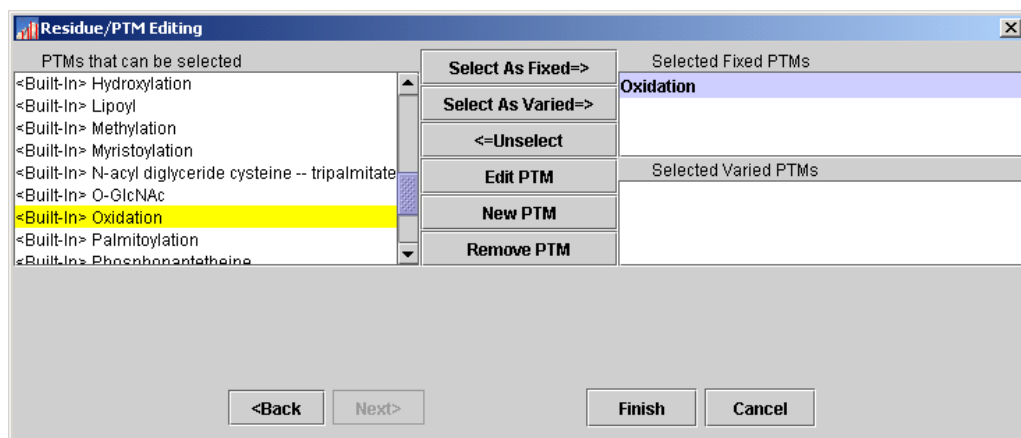 Residue/PTM Editing
PTMs that can be selected
<Built-In> Hydroxylation
<Built-In> Lipoyl
<Built-In> Methylation
<Built-In> Myristoylation
<Built-In> N-acyl diglyceride cysteine -- tripalmitate
<Built-In> O-GlcNAc
<Built-In> Oxidation
<Built-In> Palmitoylation
<Built-In> Phosphopantetheine
Select As Fixed=>
Select As Varied=>
<=Unselect
Edit PTM
New PTM
Remove PTM
Selected Fixed PTMs
Oxidation
Selected Varied PTMs
<Back
Next>
Finish
Cancel